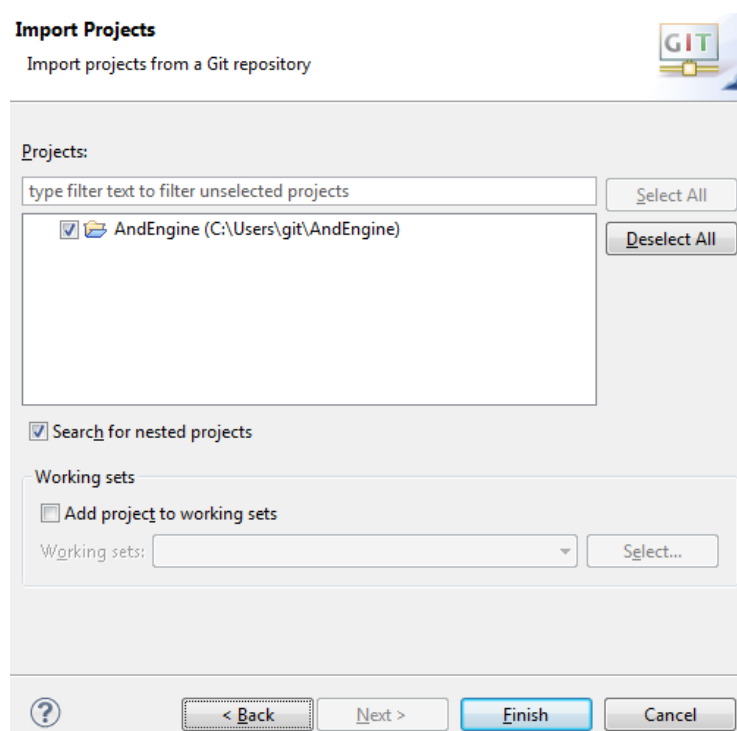 Import Projects
Import projects from a Git repository
GIT
Projects:
type filter text to filter unselected projects
Select All
AndEngine (C:\Users\git\AndEngine)
Deselect All
Search for nested projects
Working sets
Add project to working sets
Working sets:
Select...
?
< Back
Next >
Finish
Cancel